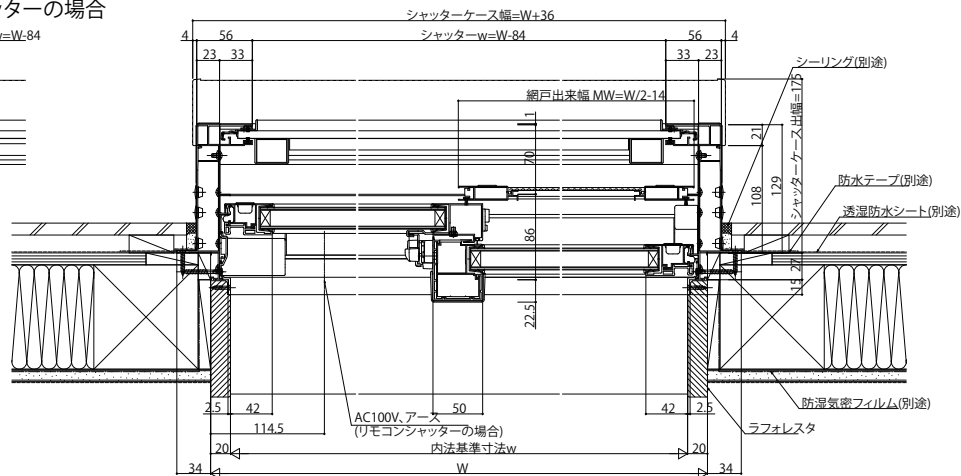 ッターの場合
シャッターケース幅=W+36
w=W-84
4 56 シャッターw=W-84 56 4
23 33 33 23
シーリング(別途)
網戸出来幅 MW=W/2-14
1
21
70
129
シャッターケース出幅=175
防水テープ(別途)
108
透湿防水シート(別途)
86
27
15
22.5
2.5 42 50 42 2.5
防湿気密フィルム(別途)
AC100V、アース
(リモコンシャッターの場合)
114.5
ラフォレスタ
20 内法基準寸法w 20
34 W 34